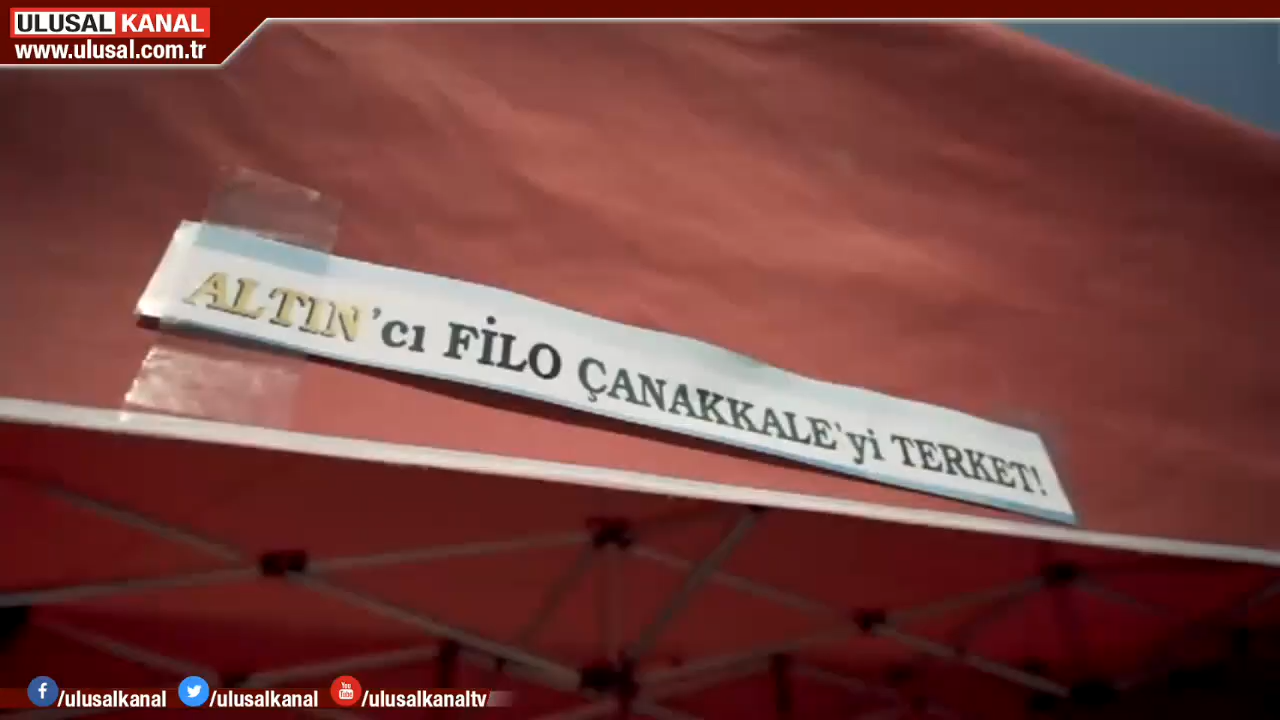 ULUSAL KANAL
www.ulusal.com.tr
ALTIN'cı FİLO ÇANAKKALE'yi TERKET!
/ulusalkanal /ulusalkanal /ulusalkanaltv